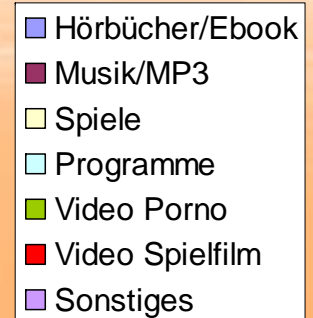 Hörbücher/Ebook
Musik/MP3
Spiele
Programme
Video Porno
Video Spielfilm
Sonstiges